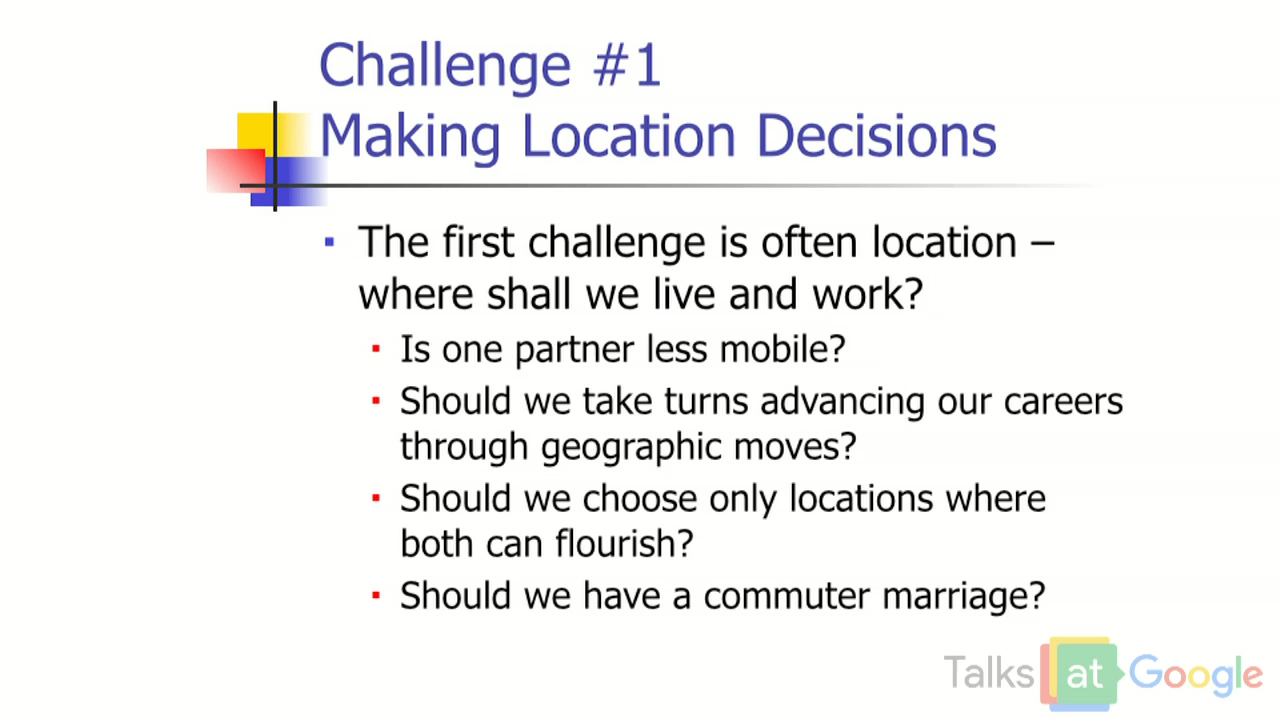 Challenge #1
Making Location Decisions
The first challenge is often location –
where shall we live and work?
Is one partner less mobile?
Should we take turns advancing our careers
through geographic moves?
Should we choose only locations where
both can flourish?
Should we have a commuter marriage?
Talks at Google